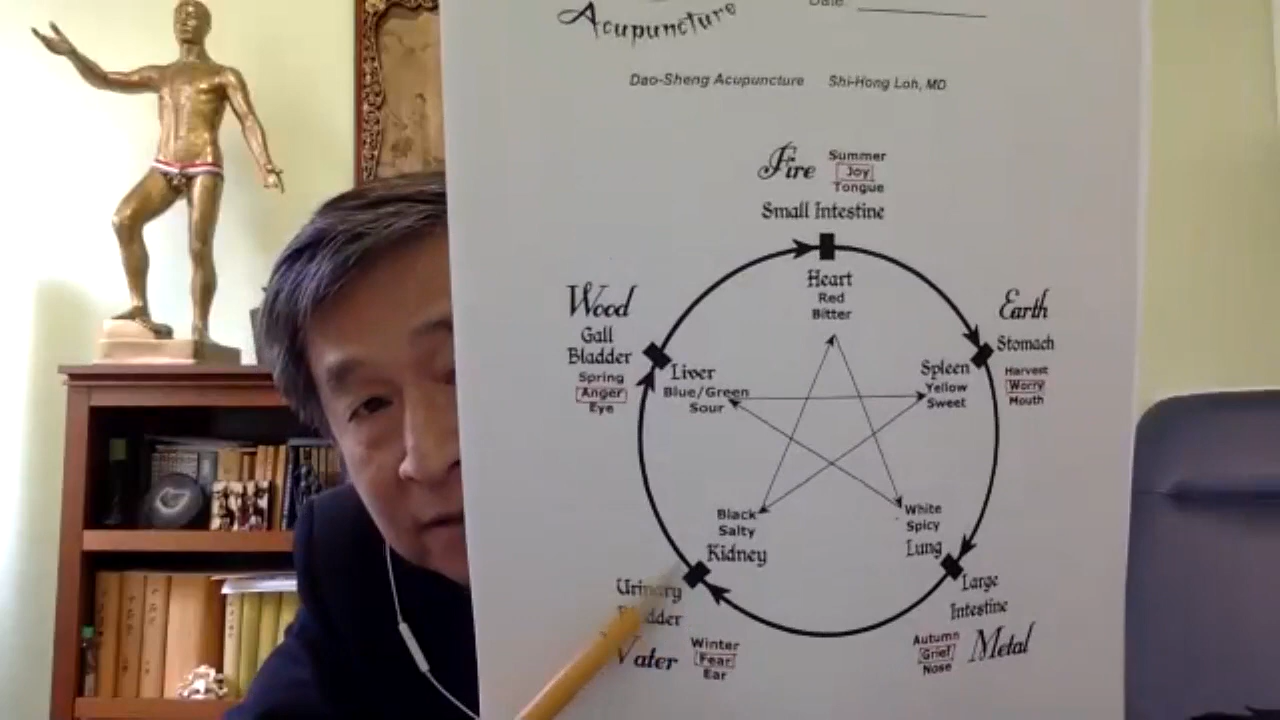 Acupuncture
Date:
Dao-Sheng Acupuncture Shi-Hong Loh, MD
Fire
Summer
Joy
Tongue
Small Intestine
Heart
Red
Bitter
Wood
Gall
Bladder
Spring
Anger
Eye
Liver
Blue/Green
Sour
Earth
Stomach
Harvest
Worry
Mouth
Spleen
Yellow
Sweet
Black
Salty
Kidney
White
Spicy
Lung
Urinary
Bladder
Water
Winter
Fear
Ear
Large
Intestine
Autumn
Grief
Nose
Metal